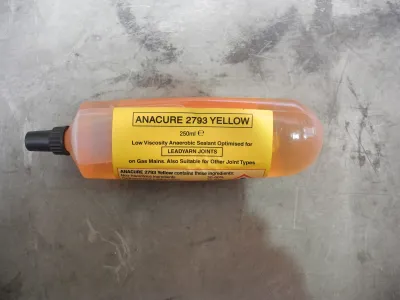 ANACURE 2793 YELLOW
250ml ℮
Low Viscosity Anaerobic Sealant Optimised for
LEADYARN JOINTS
on Gas Mains. Also Suitable for Other Joint Types
ANACURE 2793 Yellow contains these ingredients: